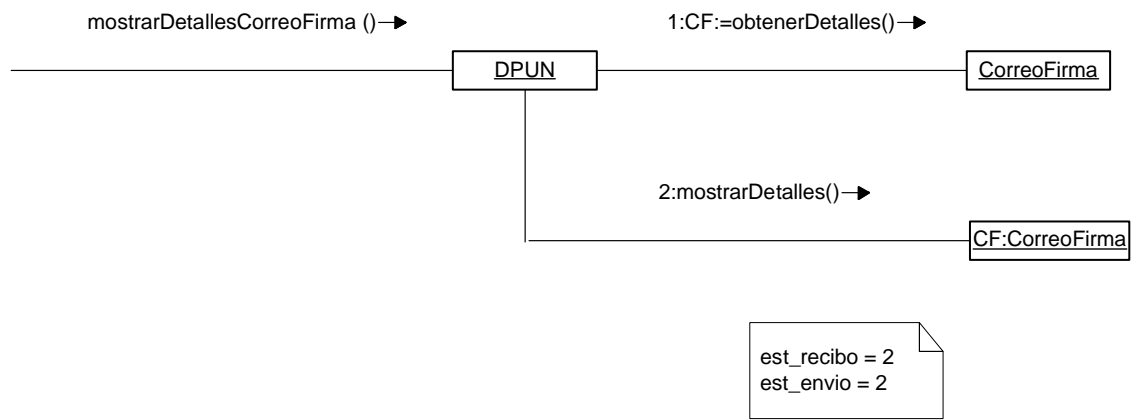 mostrarDetallesCorreoFirma ()
1:CF:=obtenerDetalles()
DPUN
CorreoFirma
2:mostrarDetalles()
CF:CorreoFirma
est_recibo = 2
est_envio = 2